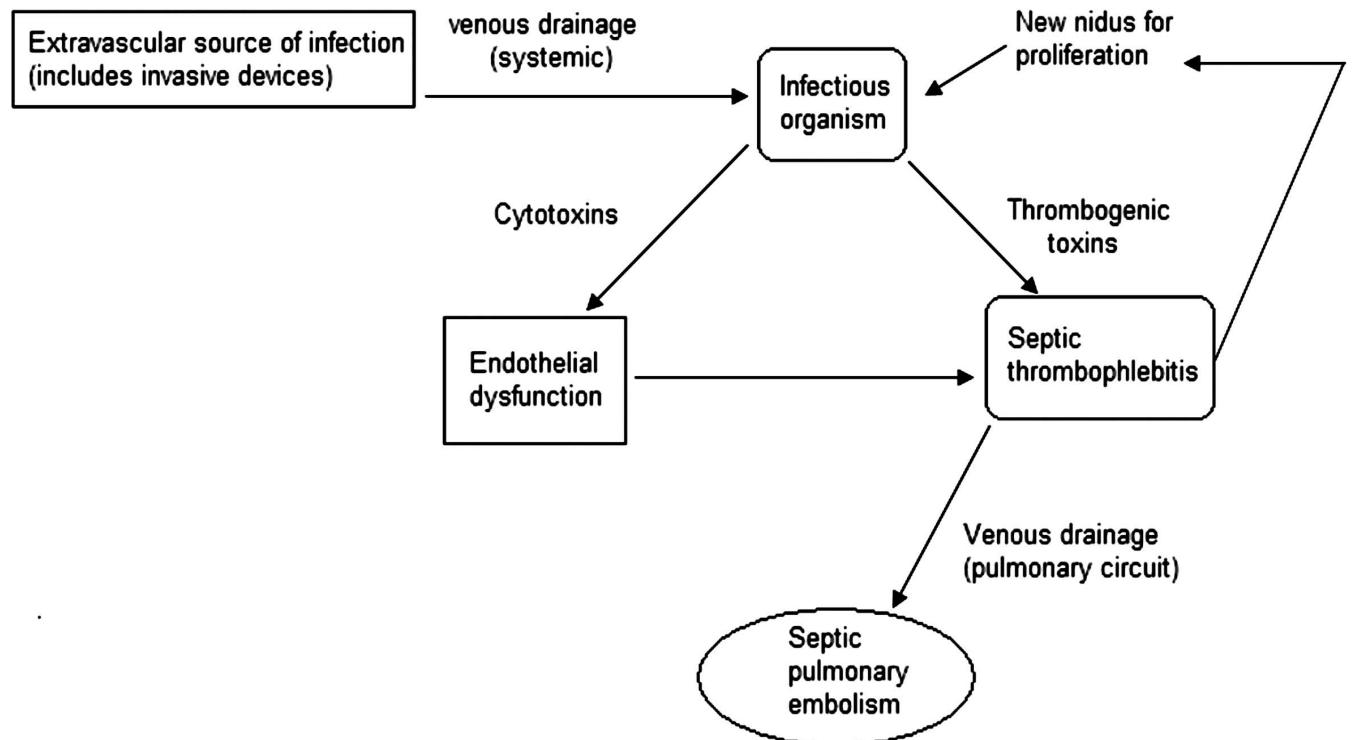 Extravascular source of infection
(includes invasive devices)
venous drainage
(systemic)
Infectious
organism
New nidus for
proliferation
Cytotoxins
Thrombogenic
toxins
Endothelial
dysfunction
Septic
thrombophlebitis
Venous drainage
(pulmonary circuit)
Septic
pulmonary
embolism